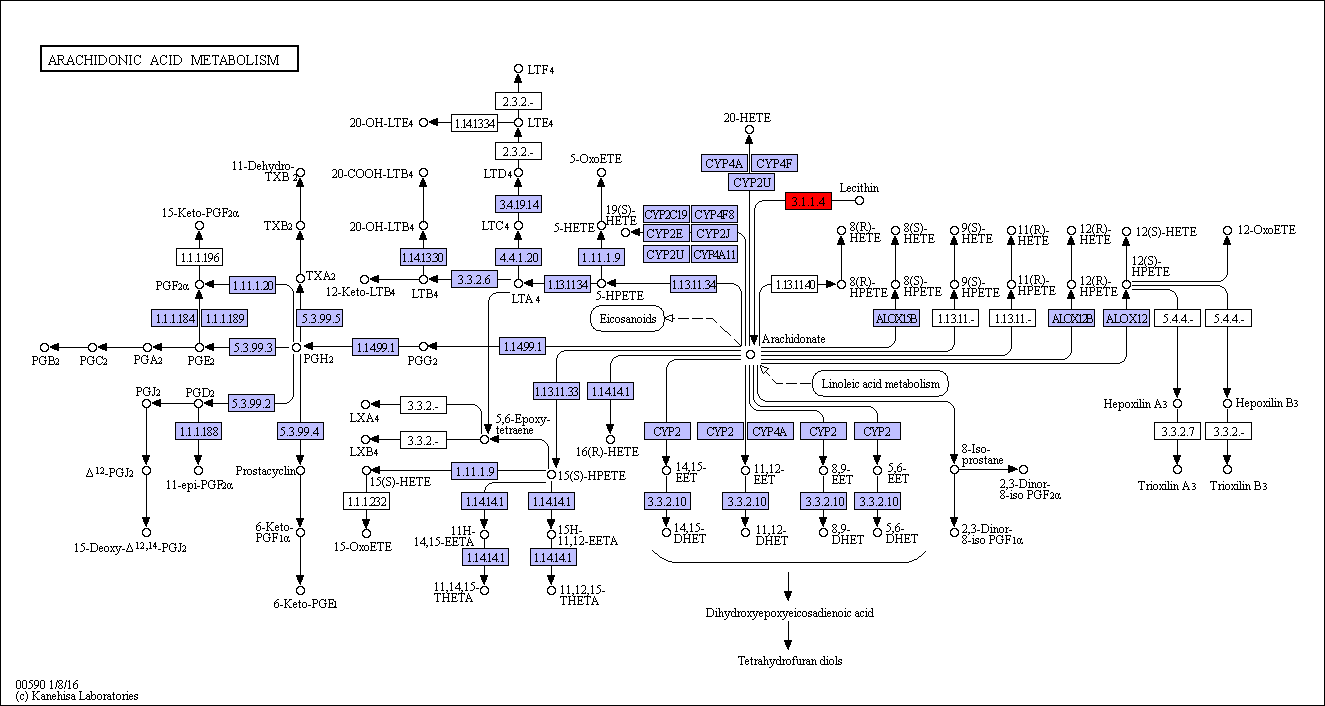 ARACHIDONIC ACID METABOLISM
LTF4
2.3.2.-
20-OH-LTE4
1.14.13.34
LTE4
2.3.2.-
20-HETE
CYP4A
CYP4F
CYP2U
11-Dehydro-
TXB2
20-COOH-LTB4
LTD4
5-OxoETE
3.1.1.4
Lecithin
3.4.19.14
15-Keto-PGF2α
TXB2
20-OH-LTB4
LTC4
5-HETE
19(S)-
HETE
CYP2C19
CYP4F8
CYP2E
CYP2J
CYP2U
CYP4A11
8(R)-
HETE
8(S)-
HETE
9(S)-
HETE
11(R)-
HETE
12(R)-
HETE
12(S)-HETE
12-OxoETE
1.1.1.196
1.14.13.30
4.4.1.20
1.11.1.9
12(S)-
HPETE
PGF2α
1.11.1.20
TXA2
12-Keto-LTB4
LTB4
3.3.2.6
LTA4
1.13.11.34
5-HPETE
1.13.11.34
1.13.11.40
8(R)-
HPETE
8(S)-
HPETE
9(S)-
HPETE
11(R)-
HPETE
12(R)-
HPETE
1.1.1.184
1.1.1.189
5.3.99.5
Eicosanoids
ALOX15B
1.13.11.-
1.13.11.-
ALOX12B
ALOX12
5.4.4.-
5.4.4.-
Arachidonate
PGB2
PGC2
PGA2
PGE2
5.3.99.3
PGH2
1.14.99.1
PGG2
1.14.99.1
Linoleic acid metabolism
PGJ2
PGD2
5.3.99.2
LXA4
3.3.2.-
1.13.11.33
1.14.14.1
Hepoxilin A3
Hepoxilin B3
5,6-Epoxy-
tetraene
1.1.1.188
5.3.99.4
LXB4
3.3.2.-
16(R)-HETE
CYP2
CYP2
CYP4A
CYP2
CYP2
3.3.2.7
3.3.2.-
8-Iso-
prostane
Δ12-PGJ2
11-epi-PGF2α
Prostacyclin
15(S)-HETE
1.11.1.9
15(S)-HPETE
14,15-
EET
11,12-
EET
8,9-
EET
5,6-
EET
2,3-Dinor-
8-iso PGF2α
Trioxilin A3
Trioxilin B3
1.1.1.232
1.14.14.1
1.14.14.1
3.3.2.10
3.3.2.10
3.3.2.10
3.3.2.10
15-Deoxy-Δ12,14-PGJ2
6-Keto-
PGF1α
15-OxoETE
11H-
14,15-EETA
15H-
11,12-EETA
14,15-
DHET
11,12-
DHET
8,9-
DHET
5,6-
DHET
2,3-Dinor-
8-iso PGF1α
1.14.14.1
1.14.14.1
6-Keto-PGE1
11,14,15-
THETA
11,12,15-
THETA
Dihydroxyepoxyeicosadienoic acid
Tetrahydrofuran diols
00590 1/8/16
(c) Kanehisa Laboratories